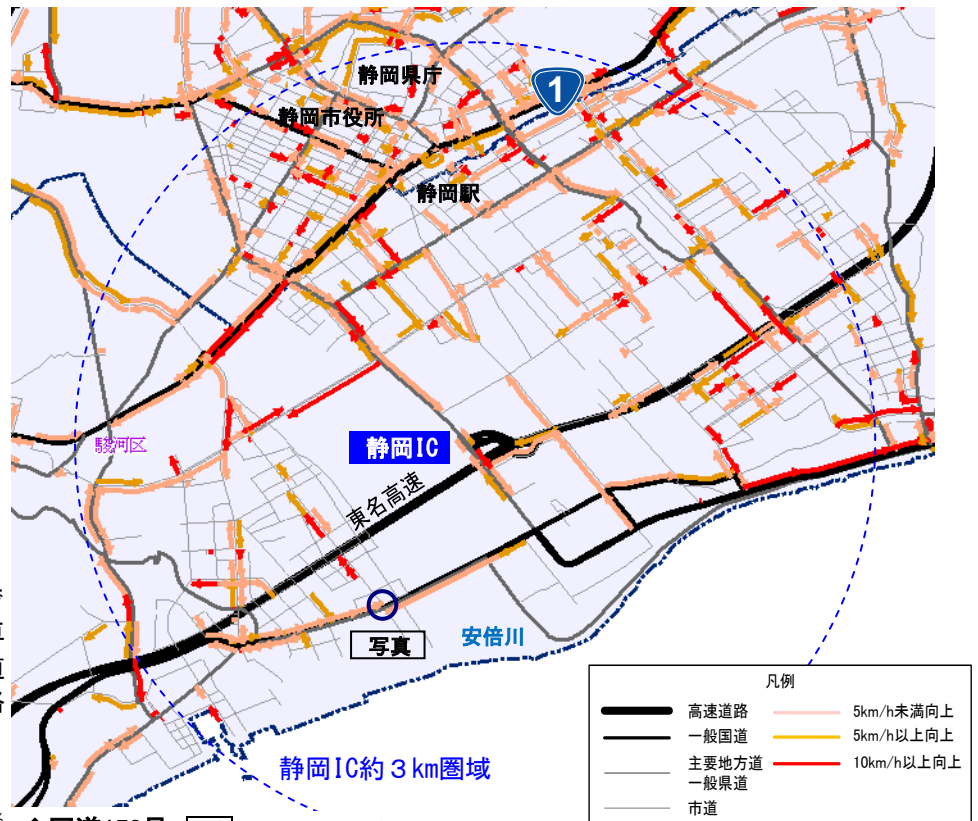 静岡県庁
1
静岡市役所
静岡駅
駿河区
静岡IC
東名高速
写真
安倍川
静岡IC約3km圏域
凡例
高速道路
一般国道
主要地方道
一般県道
市道
5km/h未満向上
5km/h以上向上
10km/h以上向上